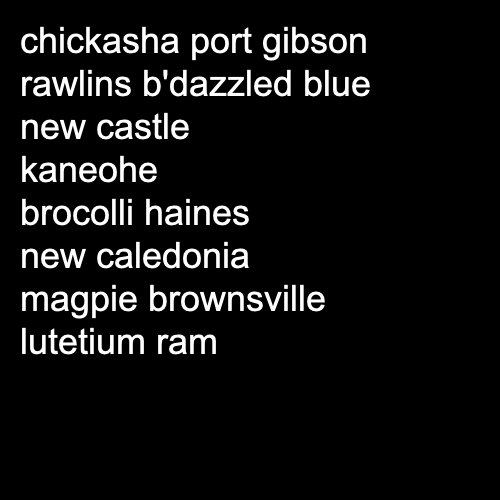 chickasha port gibson
rawlins b'dazzled blue
new castle
kaneohe
brocolli haines
new caledonia
magpie brownsville
lutetium ram